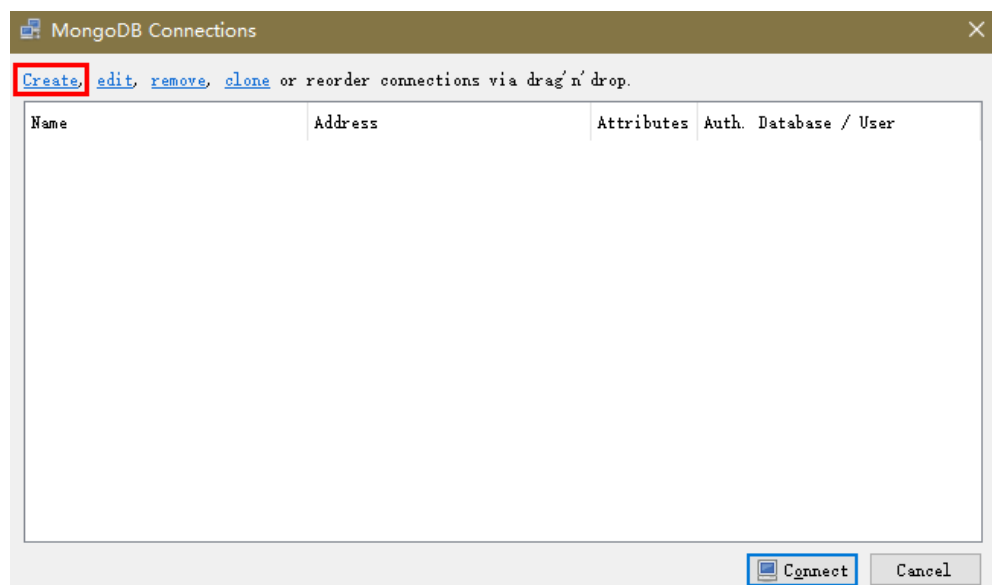 MongoDB Connections
Create, edit, remove, clone or reorder connections via drag'n'drop.
Name Address Attributes Auth. Database / User
Connect Cancel